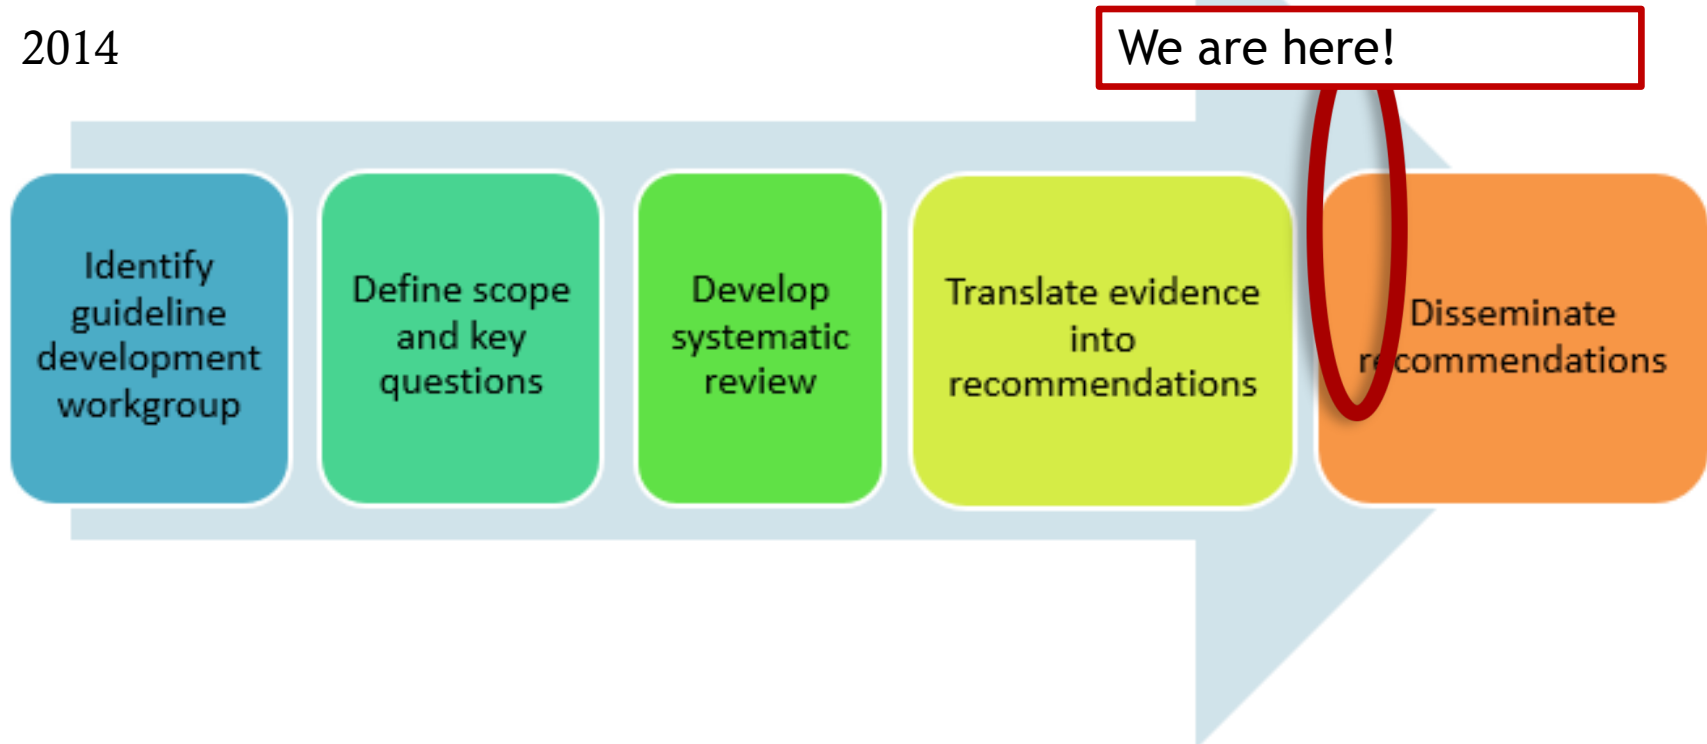 2014
We are here!
Identify
guideline
development
workgroup
Define scope
and key
questions
Develop
systematic
review
Translate evidence
into
recommendations
Disseminate
recommendations